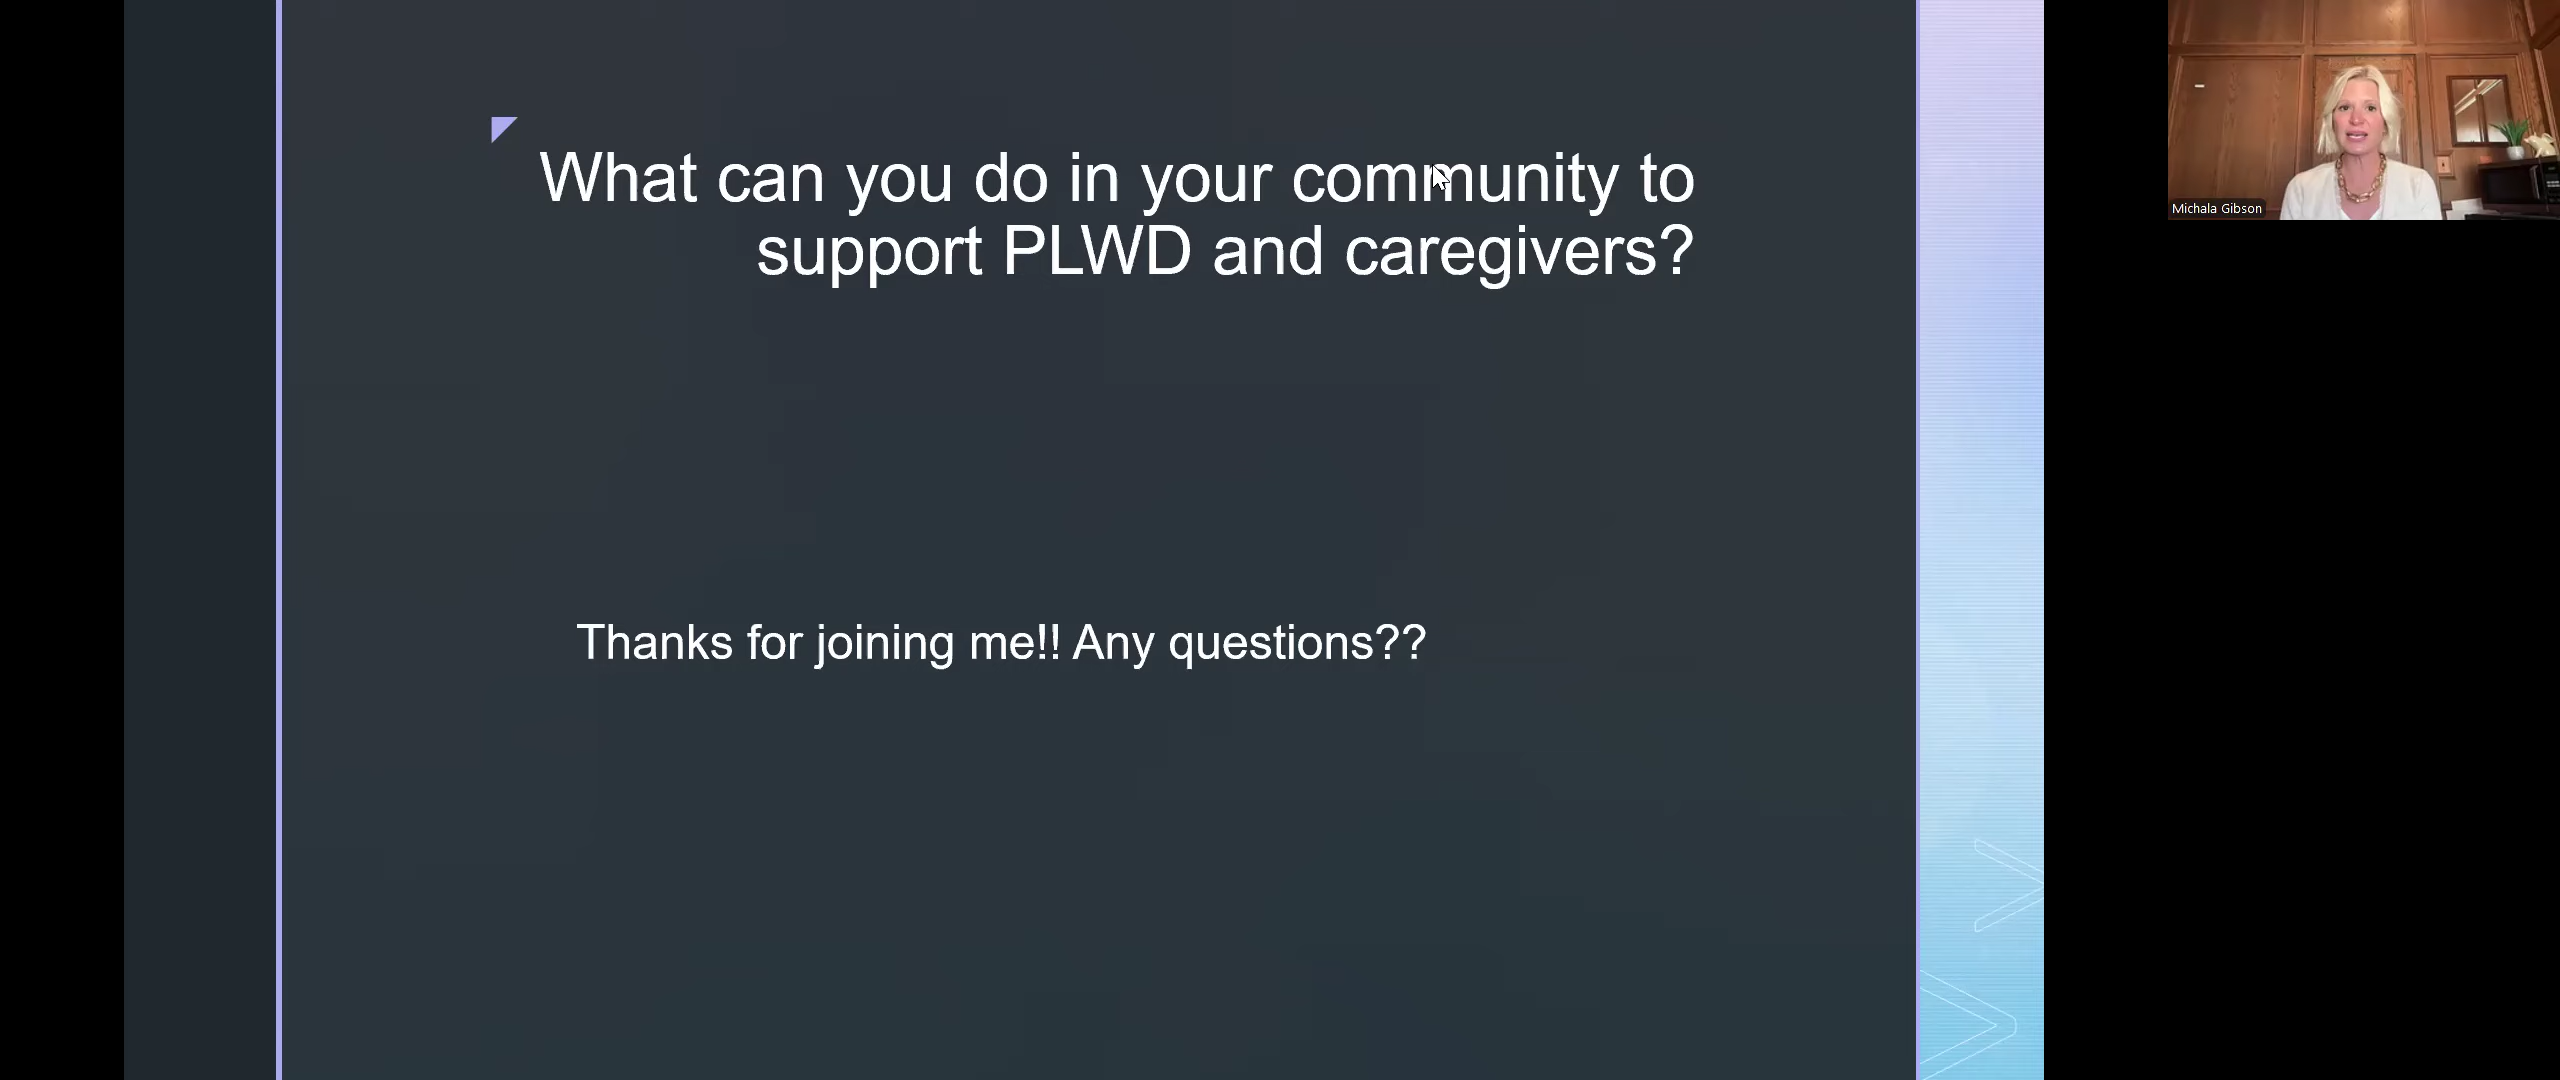 What can you do in your community to
support PLWD and caregivers?
Thanks for joining me!! Any questions??
Michala Gibson